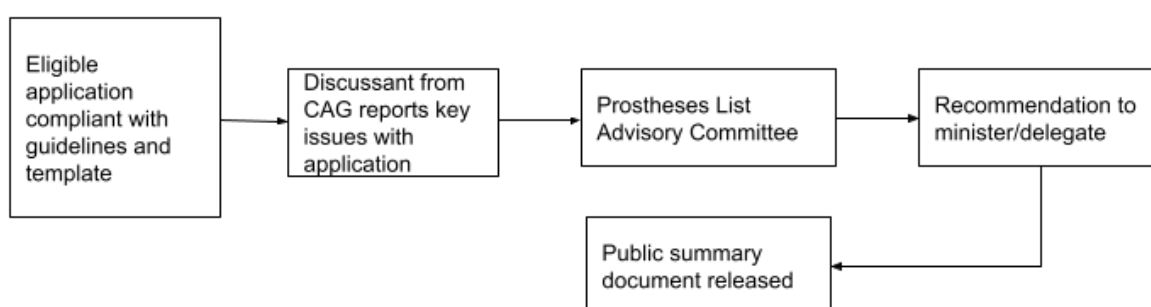 Eligible
application
compliant with
guidelines and
template
Discussant from
CAG reports key
issues with
application
Prostheses List
Advisory Committee
Recommendation to
minister/delegate
Public summary
document released